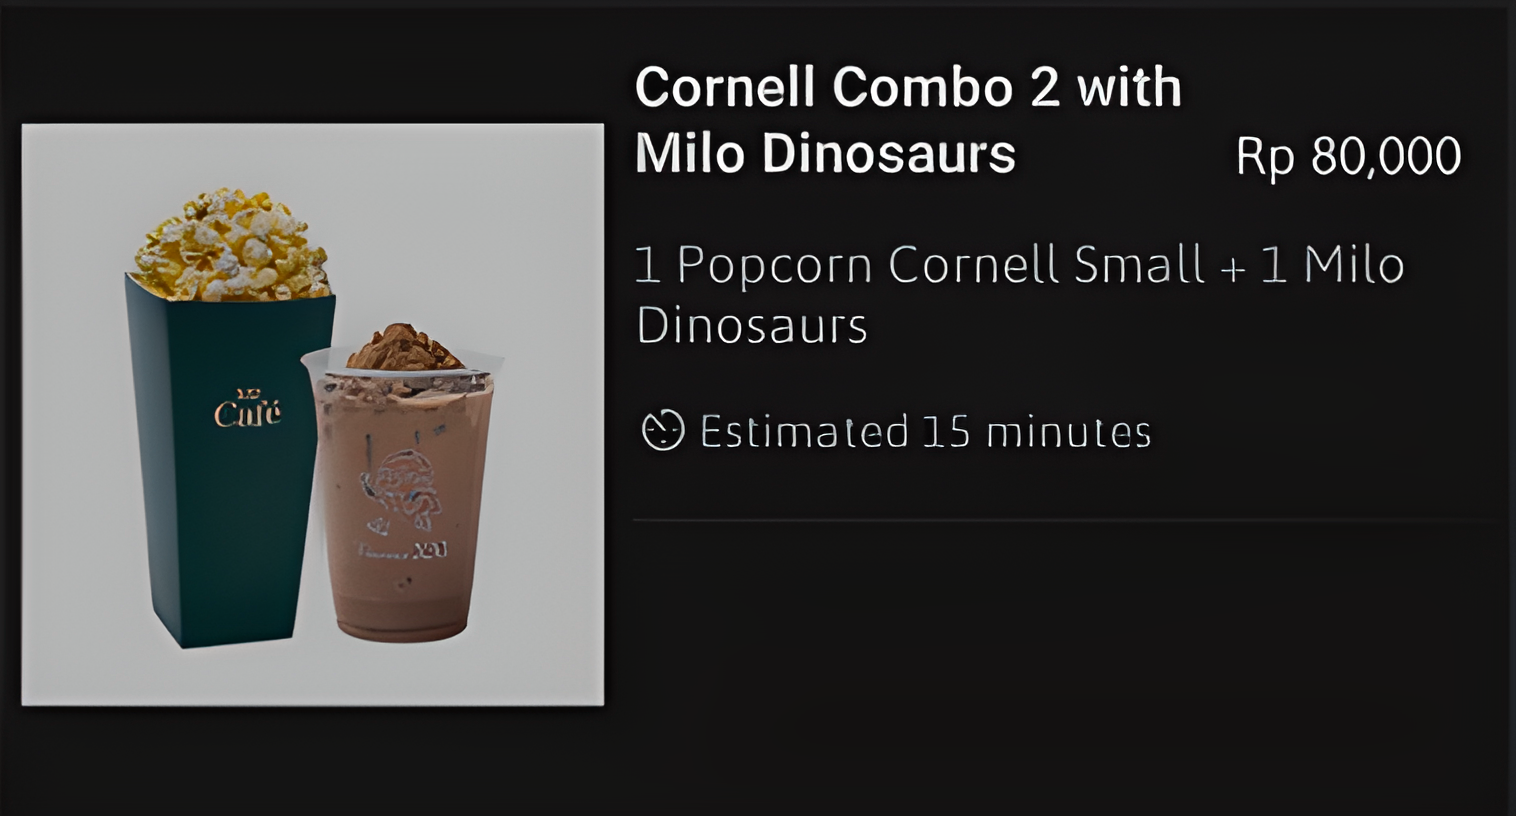 Cornell Combo 2 with
Milo Dinosaurs
Rp 80,000
1 Popcorn Cornell Small + 1 Milo
Dinosaurs
Estimated 15 minutes
Café